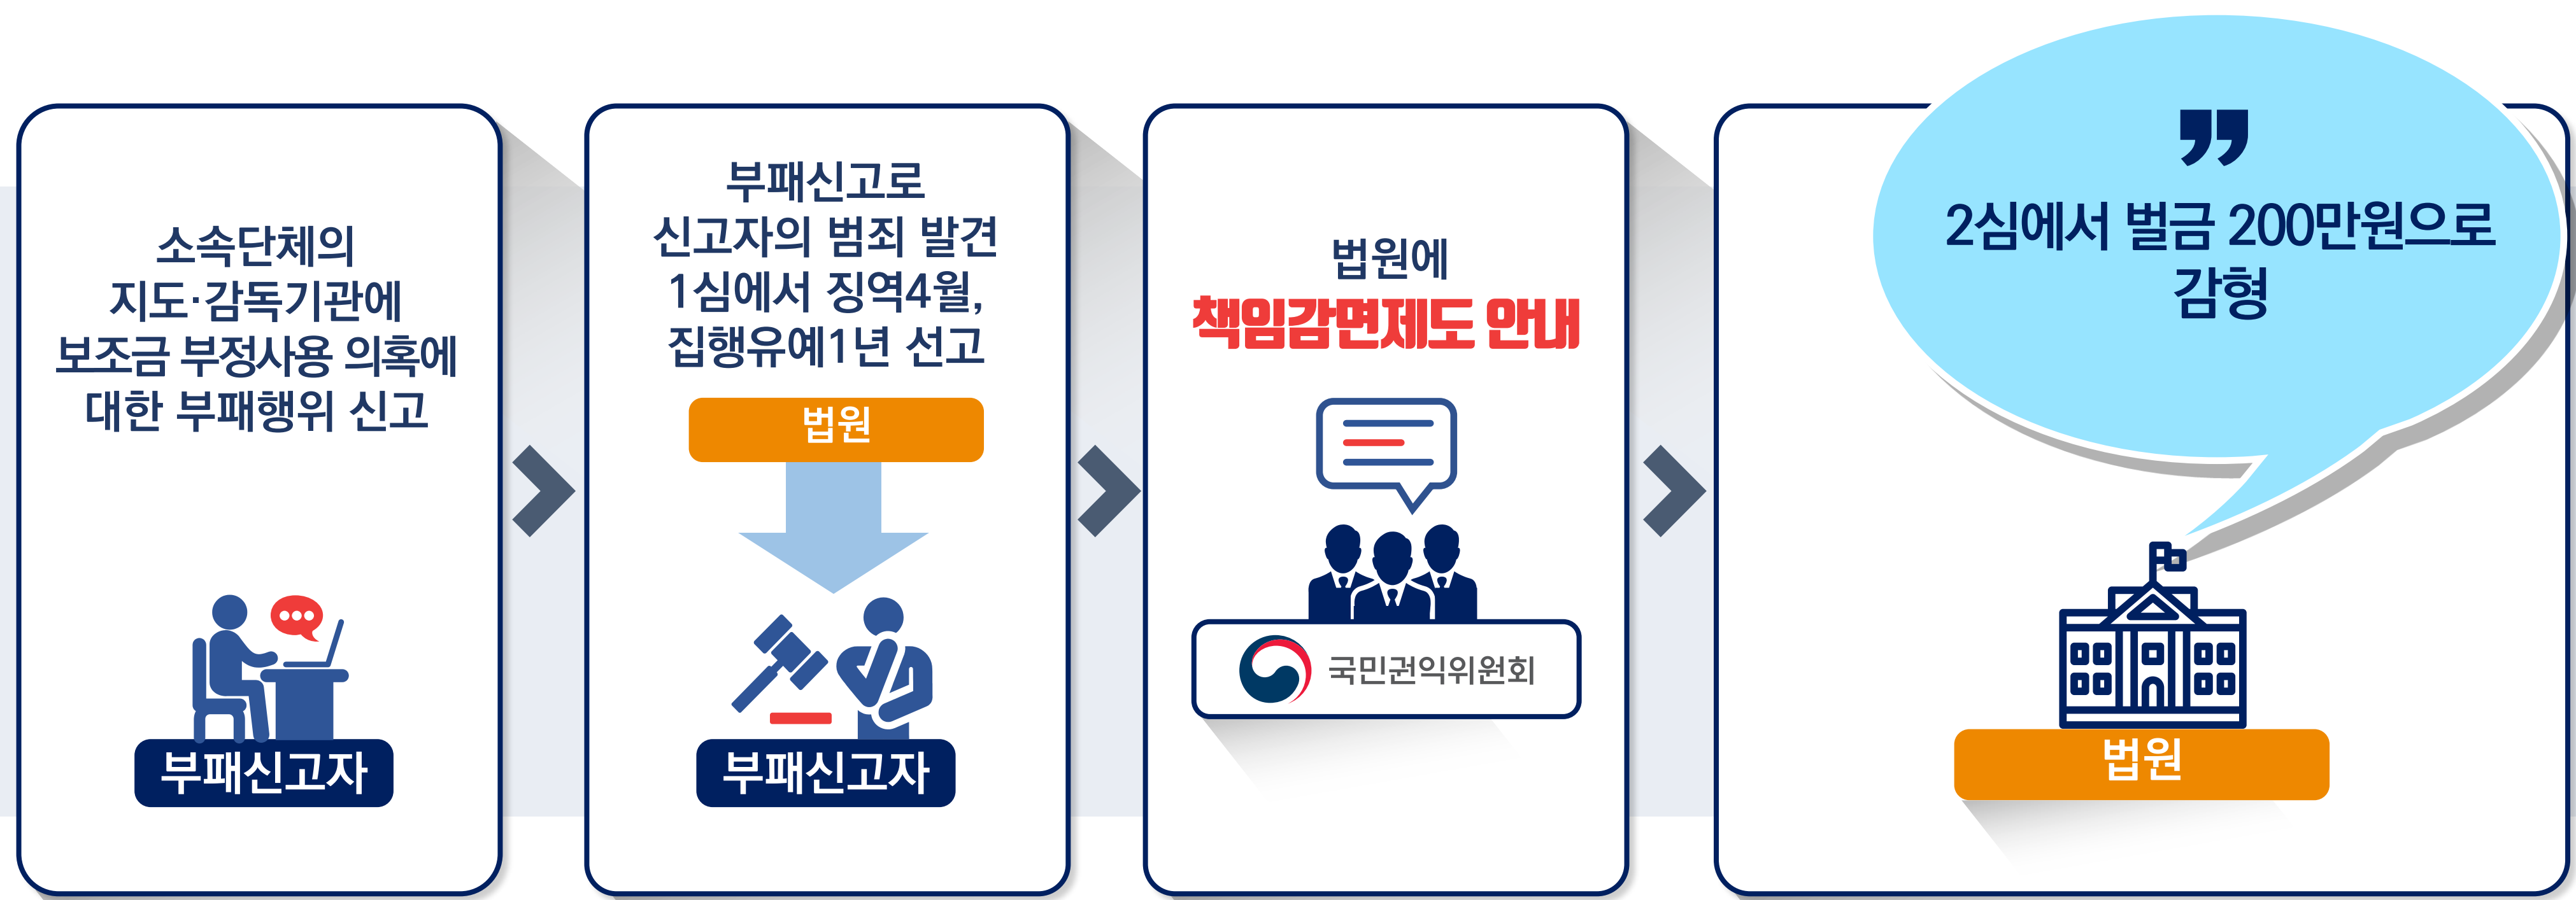 소속단체의
지도·감독기관에
보조금 부정사용 의혹에
대한 부패행위 신고
부패신고자
부패신고로
신고자의 범죄 발견
1심에서 징역4월,
집행유예1년 선고
법원
부패신고자
법원에
책임감면제도 안내
국민권익위원회
”
2심에서 벌금 200만원으로
감형
법원